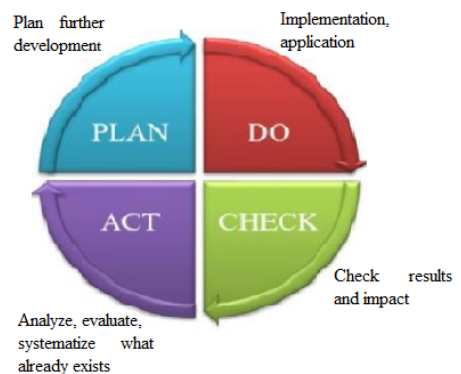 Plan further
development
Implementation,
application
PLAN
DO
ACT
CHECK
Check results
and impact
Analyze, evaluate,
systematize what
already exists